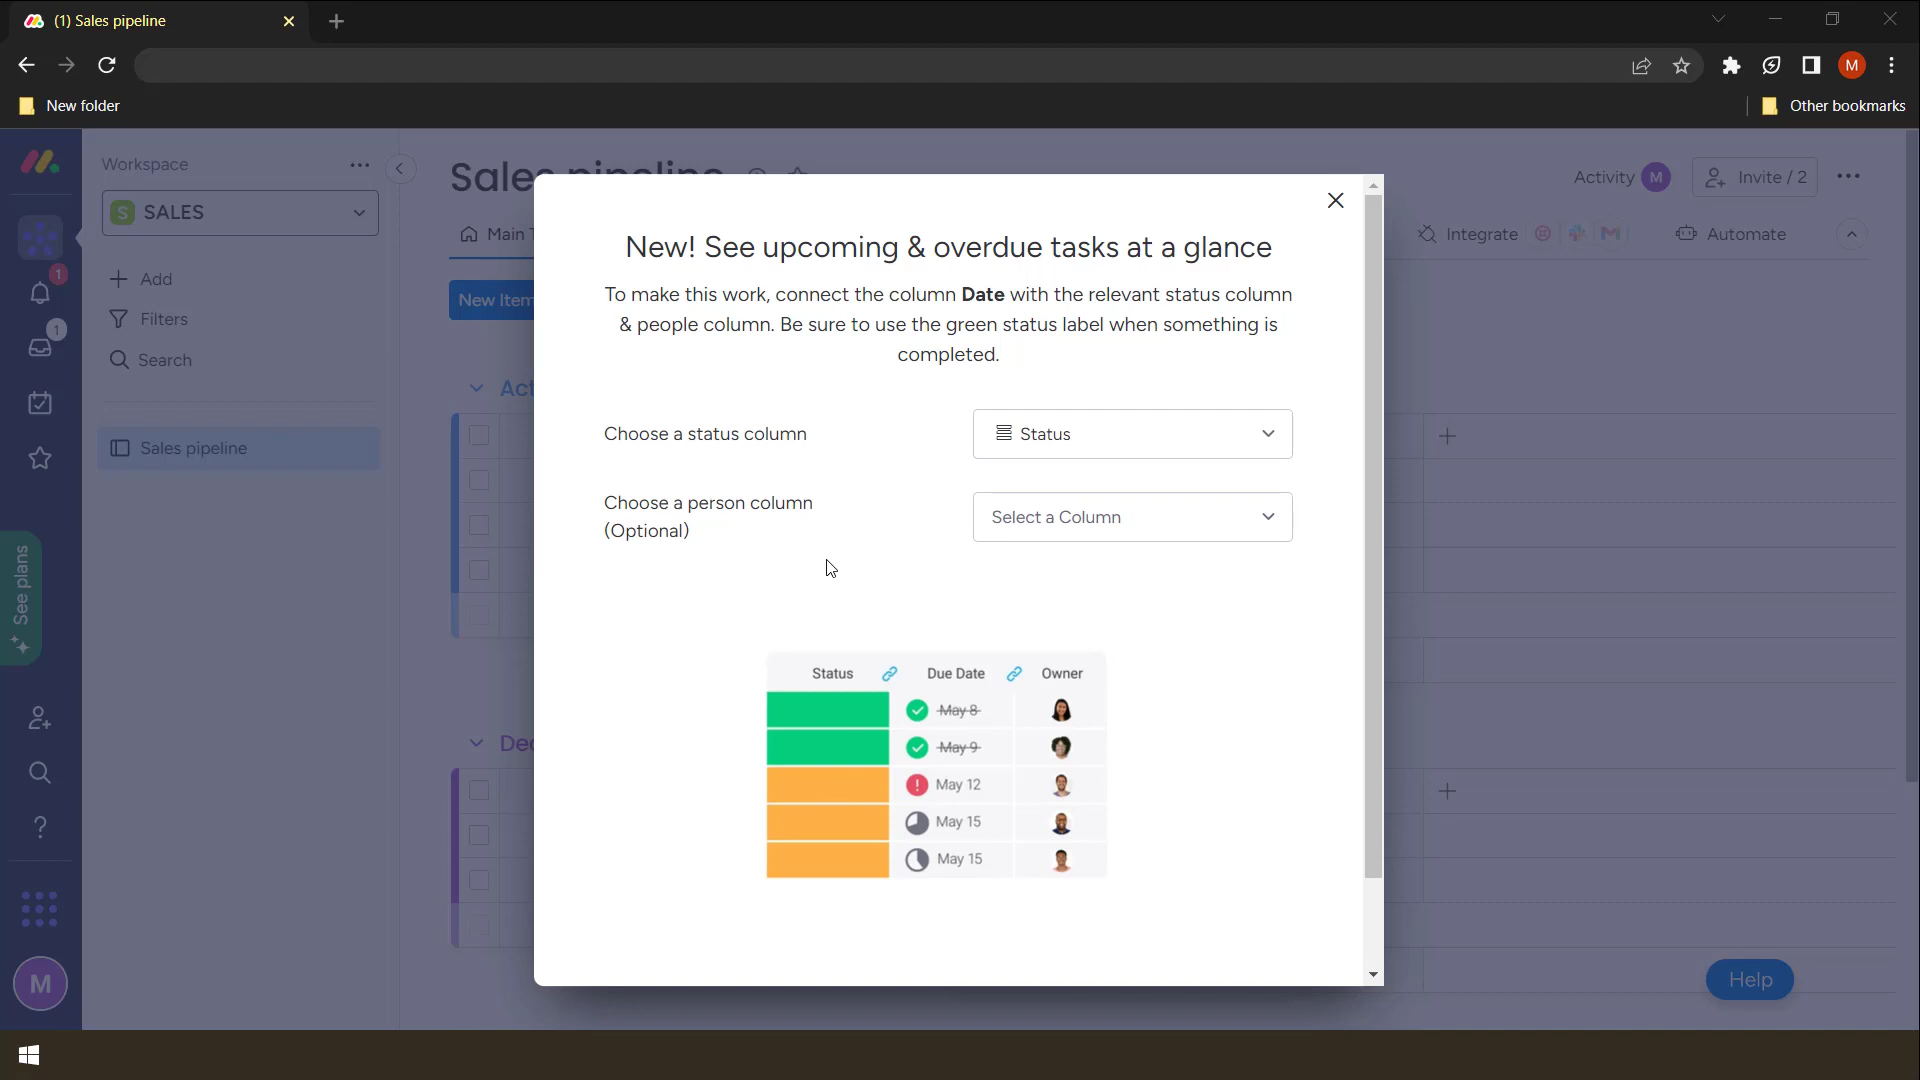 (1) Sales pipeline
M
New folder
Other bookmarks
Workspace
S SALES
Add
Filters
Search
Sales pipeline
1
1
See plans
M
Activity M
Invite / 2
Main
Integrate
Automate
New Item
New! See upcoming & overdue tasks at a glance
To make this work, connect the column Date with the relevant status column
& people column. Be sure to use the green status label when something is
completed.
Choose a status column
Status
Choose a person column
(Optional)
Select a Column
Status Due Date Owner
May 8
May 9
May 12
May 15
May 15
Help